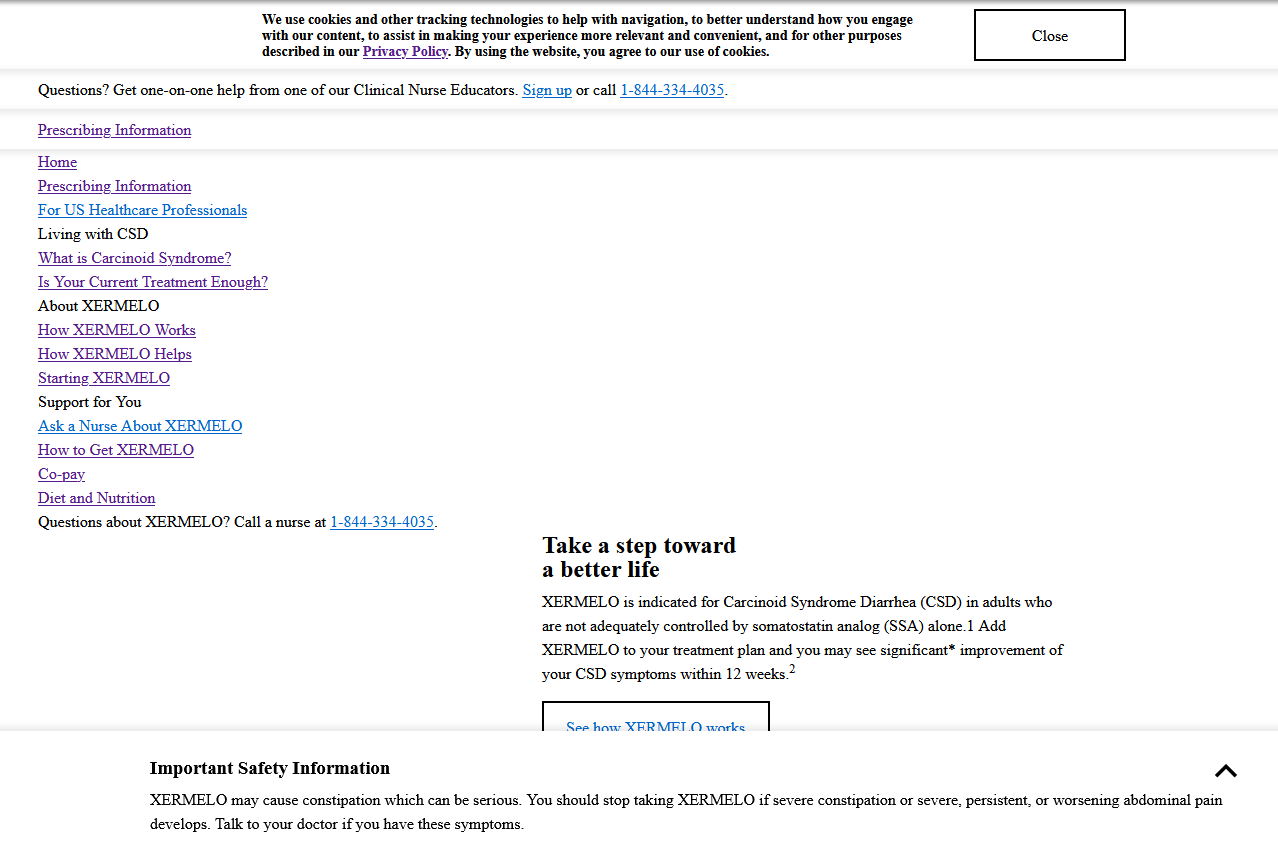 We use cookies and other tracking technologies to help with navigation, to better understand how you engage
with our content, to assist in making your experience more relevant and convenient, and for other purposes
described in our Privacy Policy. By using the website, you agree to our use of cookies.
Close
Questions? Get one-on-one help from one of our Clinical Nurse Educators. Sign up or call 1-844-334-4035.
Prescribing Information
Home
Prescribing Information
For US Healthcare Professionals
Living with CSD
What is Carcinoid Syndrome?
Is Your Current Treatment Enough?
About XERMELO
How XERMELO Works
How XERMELO Helps
Starting XERMELO
Support for You
Ask a Nurse About XERMELO
How to Get XERMELO
Co-pay
Diet and Nutrition
Questions about XERMELO? Call a nurse at 1-844-334-4035.
Take a step toward
a better life
XERMELO is indicated for Carcinoid Syndrome Diarrhea (CSD) in adults who
are not adequately controlled by somatostatin analog (SSA) alone.1 Add
XERMELO to your treatment plan and you may see significant* improvement of
your CSD symptoms within 12 weeks.2
See how XERMELO works
Important Safety Information
XERMELO may cause constipation which can be serious. You should stop taking XERMELO if severe constipation or severe, persistent, or worsening abdominal pain
develops. Talk to your doctor if you have these symptoms.